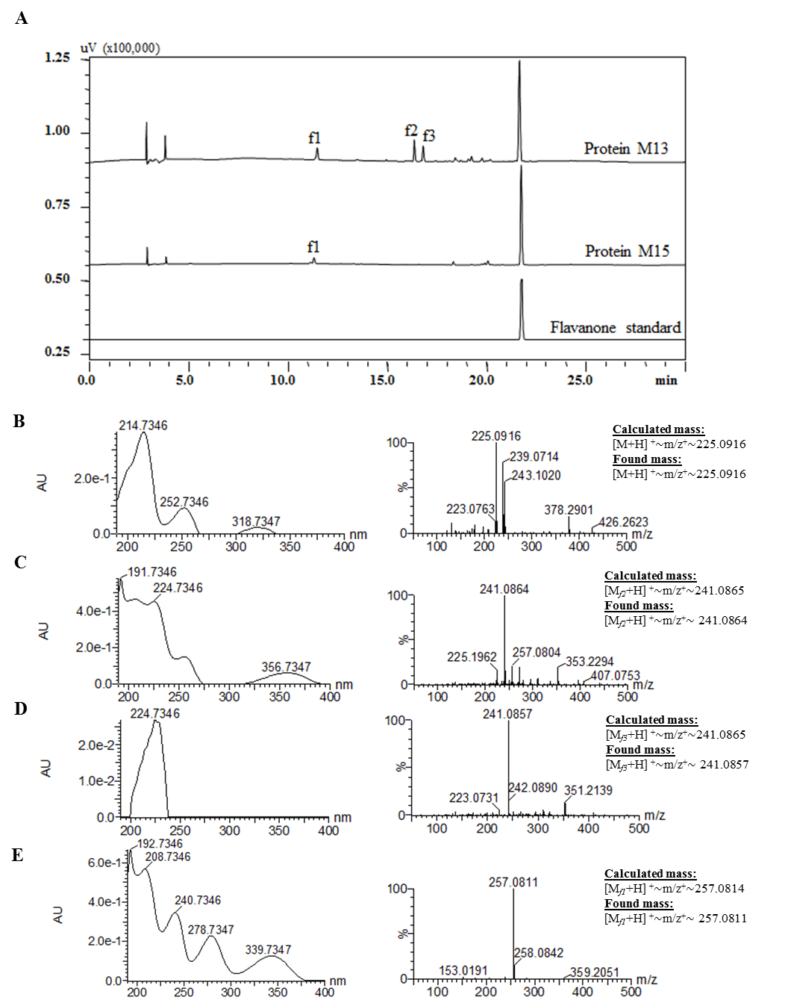 A
uV (x100,000)
1.25
1.00
0.75
0.50
0.25
f1
f2
f3
Protein M13
f1
Protein M15
Flavanone standard
0.0
5.0
10.0
15.0
20.0
25.0
min
B
214.7346
AU
2.0e-1
0.0
252.7346
318.7347
200
250
300
350
400
nm
100
%
0
225.0916
239.0714
243.1020
223.0763
378.2901
426.2623
100
200
300
400
500
m/z
Calculated mass:
[M+H] +~m/z+~225.0916
Found mass:
[M+H] +~m/z+~225.0916
C
191.7346
224.7346
AU
4.0e-1
2.0e-1
0.0
356.7347
200
250
300
350
400
nm
100
%
0
241.0864
225.1962
257.0804
353.2294
407.0753
100
200
300
400
500
m/z
Calculated mass:
[Mf2+H] +~m/z+~241.0865
Found mass:
[Mf2+H] +~m/z+~ 241.0864
D
224.7346
AU
2.0e-2
1.0e-2
0.0
200
250
300
350
400
nm
100
%
0
241.0857
242.0890
223.0731
351.2139
100
200
300
400
500
m/z
Calculated mass:
[Mf3+H] +~m/z+~241.0865
Found mass:
[Mf3+H] +~m/z+~ 241.0857
E
192.7346
208.7346
AU
6.0e-1
4.0e-1
2.0e-1
0.0
240.7346
278.7347
339.7347
200
250
300
350
400
nm
100
%
0
257.0811
258.0842
153.0191
359.2051
100
200
300
400
500
m/z
Calculated mass:
[Mf1+H] +~m/z+~257.0814
Found mass:
[Mf1+H] +~m/z+~ 257.0811